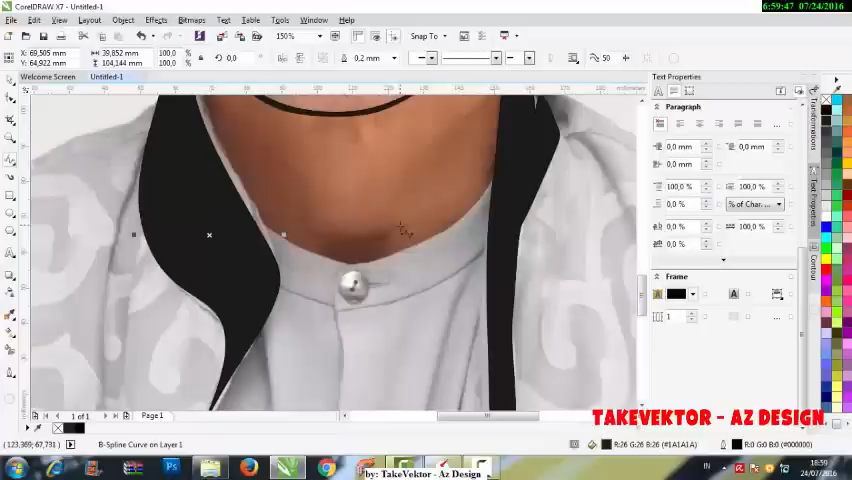 CorelDRAW X7 - Untitled-1
6:59:47 07/24/2016
File Edit View Layout Object Effects Bitmaps Text Table Tools Window Help
150% Snap To
X: 69,505 mm 39,852 mm 100,0 % 0,0 0,2 mm 50
Y: 64,922 mm 104,144 mm 100,0 %
Welcome Screen Untitled-1
Text Properties
millimeters
Paragraph
0,0 mm 0,0 mm
0,0 mm
100,0 % 100,0 %
0,0 % % of Char...
0,0 % 100,0 %
0,0 %
Frame
1
Transformations
Text Properties
Contour
1 of 1 Page 1
TAKEVEKTOR - AZ DESIGN
(123,369; 67,731) B-Spline Curve on Layer 1 R:26 G:26 B:26 (#1A1A1A) R:0 G:0 B:0 (#000000)
IN 18:59
24/07/2016
by: TakeVektor - Az Design